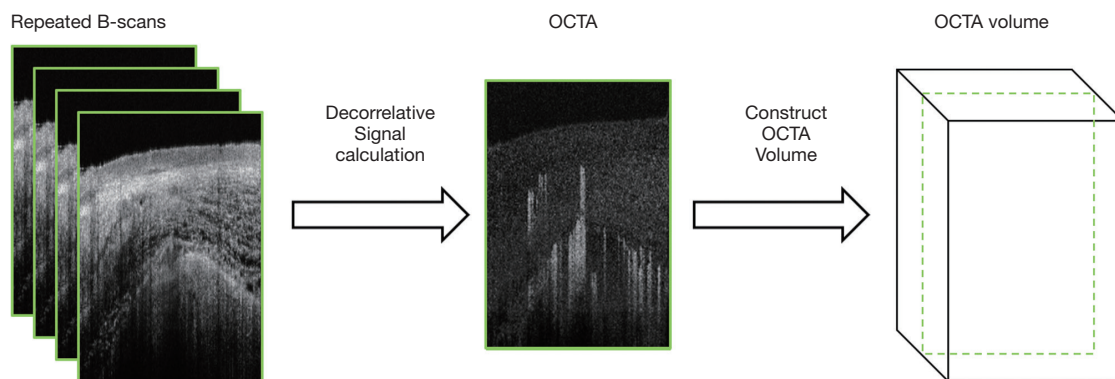 Repeated B-scans
OCTA
OCTA volume
Decorrelative
Signal
calculation
Construct
OCTA
Volume